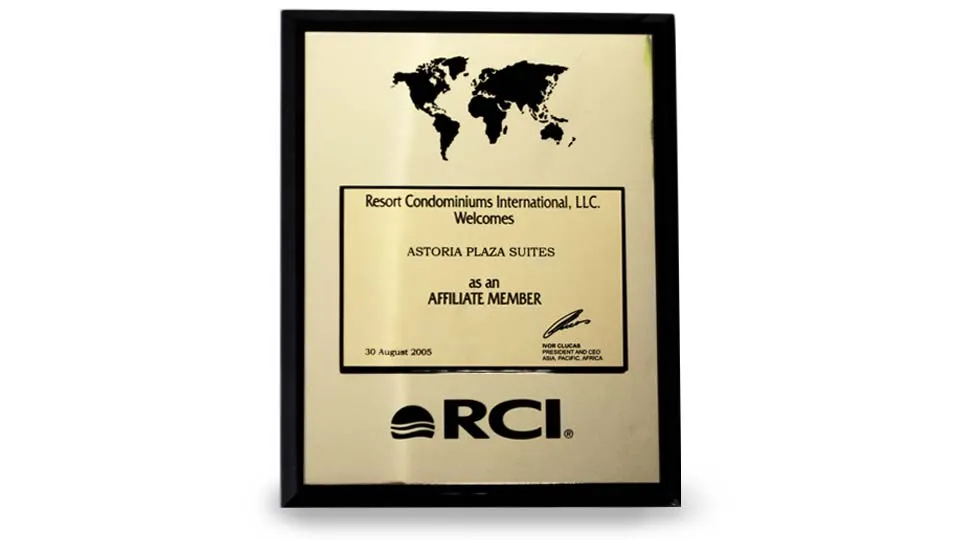 Resort Condominiums International, LLC.
Welcomes
ASTORIA PLAZA SUITES
as an
AFFILIATE MEMBER
30 August 2005
IVOR CLUCAS
PRESIDENT AND CEO
ASIA, PACIFIC, AFRICA
RCI®